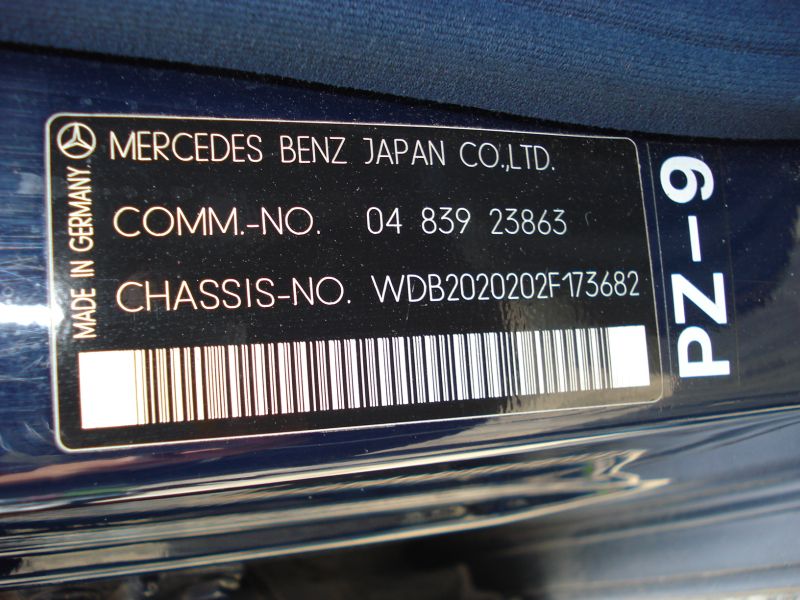 MERCEDES BENZ JAPAN CO.,LTD.
COMM.-NO. 04 839 23863
CHASSIS-NO. WDB2020202F173682
MADE IN GERMANY
PZ-9